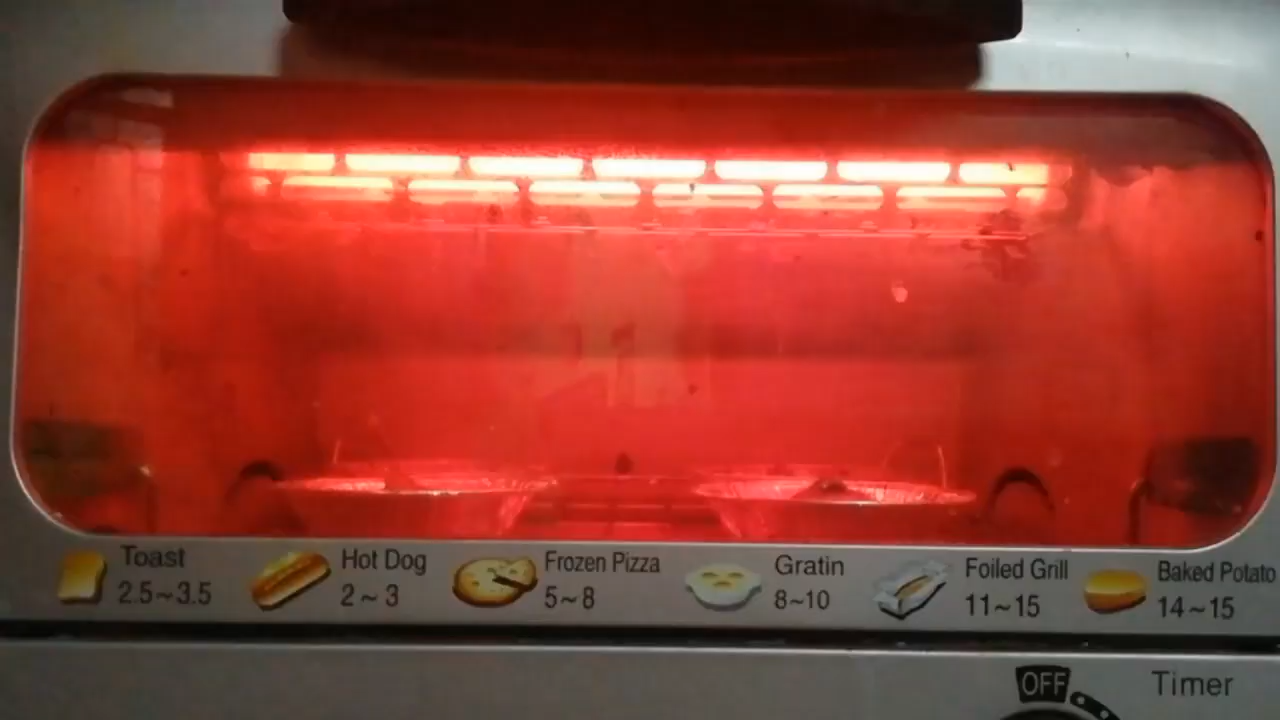 Toast
2.5~3.5
Hot Dog
2~3
Frozen Pizza
5~8
Gratin
8~10
Foiled Grill
11~15
Baked Potato
14~15
OFF
Timer